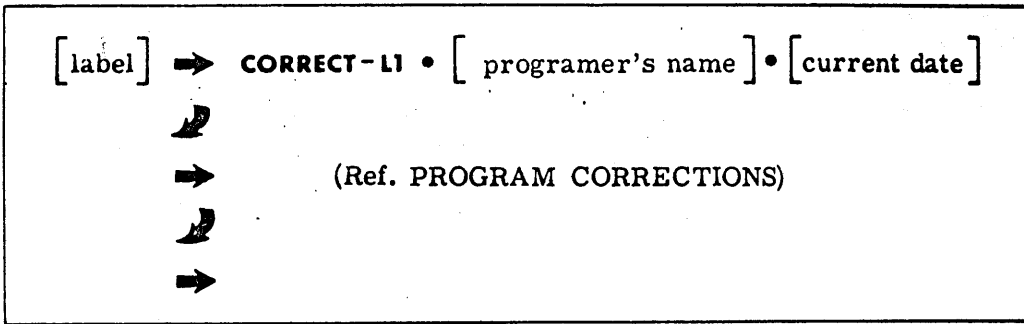 [label] ➡ CORRECT-L1 • [programer's name] • [current date]
(Ref. PROGRAM CORRECTIONS)